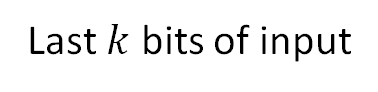 Last k bits of input